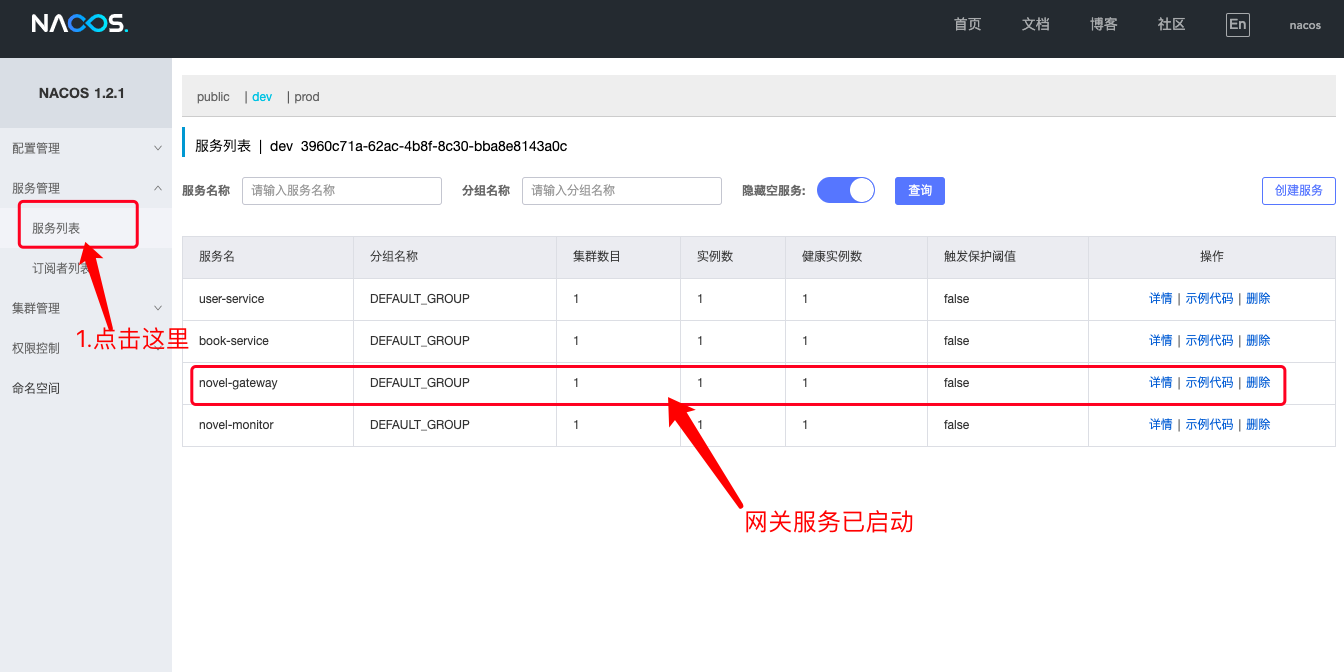 NACOS.
首页 文档 博客 社区 En nacos
NACOS 1.2.1
配置管理
服务管理
服务列表
订阅者列表
集群管理
权限控制
命名空间
1.点击这里
public | dev | prod
服务列表 | dev 3960c71a-62ac-4b8f-8c30-bba8e8143a0c
服务名称 请输入服务名称 分组名称 请输入分组名称 隐藏空服务: 查询 创建服务
服务名 分组名称 集群数目 实例数 健康实例数 触发保护阈值 操作
user-service DEFAULT_GROUP 1 1 1 false 详情 | 示例代码 | 删除
book-service DEFAULT_GROUP 1 1 1 false 详情 | 示例代码 | 删除
novel-gateway DEFAULT_GROUP 1 1 1 false 详情 | 示例代码 | 删除
novel-monitor DEFAULT_GROUP 1 1 1 false 详情 | 示例代码 | 删除
网关服务已启动